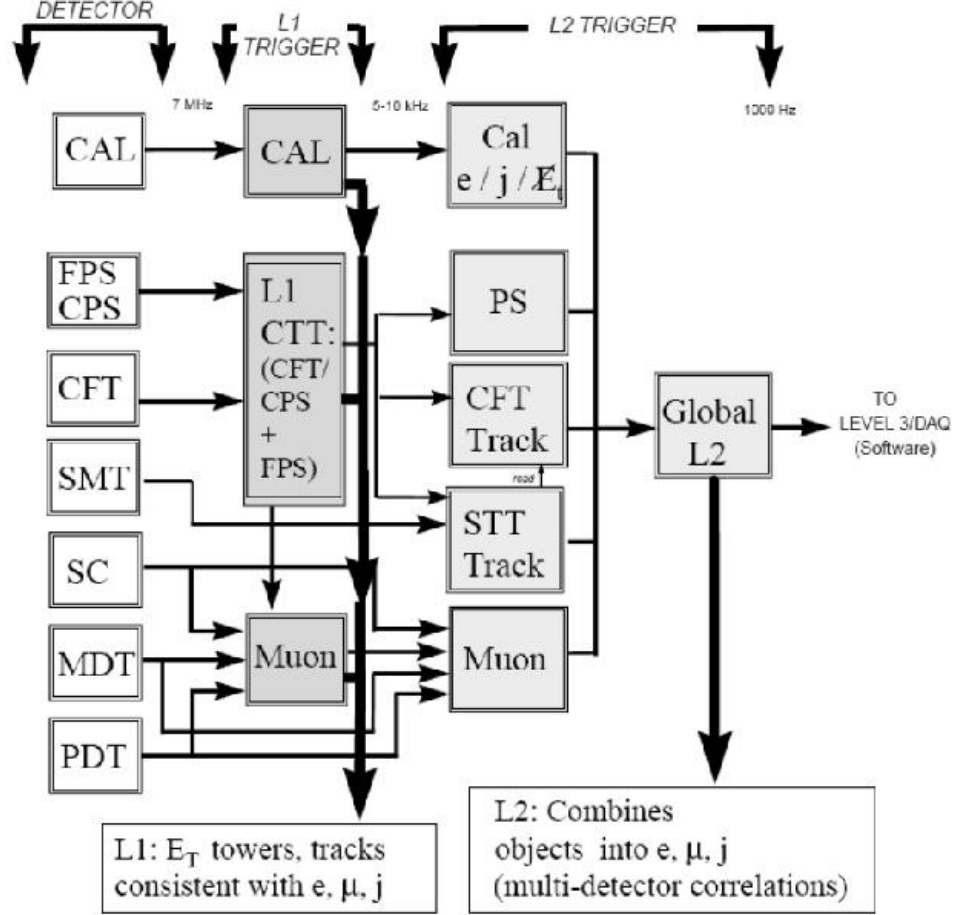 DETECTOR
L1
TRIGGER
L2 TRIGGER
7 MHz
5-10 kHz
1000 Hz
CAL
CAL
Cal
e / j / E̸t
FPS
CPS
L1
CTT:
(CFT/
CPS
+
FPS)
PS
CFT
CFT
Track
Global
L2
TO
LEVEL 3/DAQ
(Software)
SMT
road
STT
Track
SC
MDT
Muon
Muon
PDT
L1: E_T towers, tracks
consistent with e, μ, j
L2: Combines
objects into e, μ, j
(multi-detector correlations)